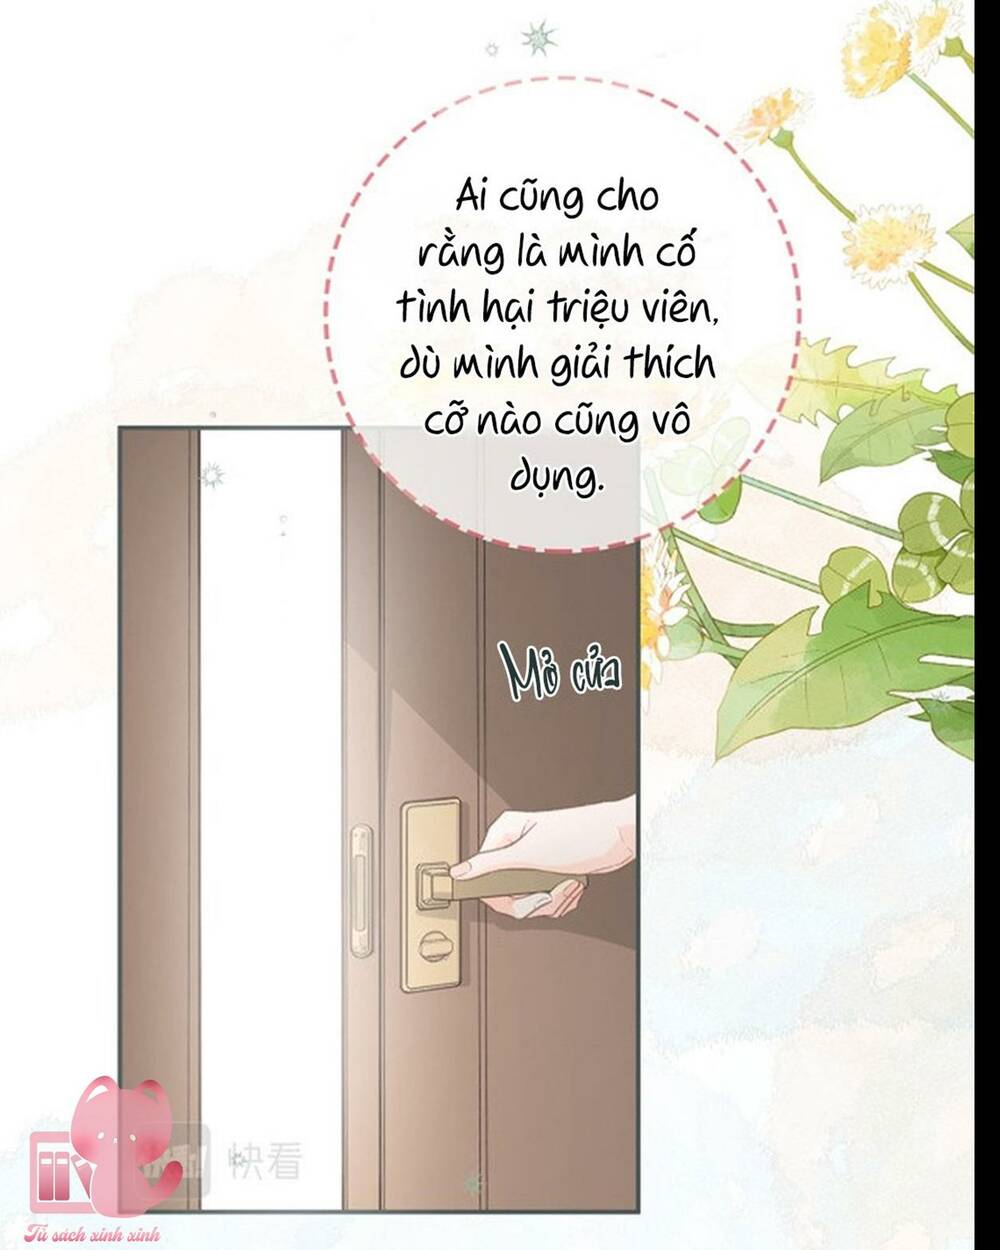 Ai cũng cho
rằng là mình cố
tình hại triệu viên,
dù mình giải thích
cỡ nào cũng vô
dụng.
Mở cửa
快看
Tủ sách xinh xinh